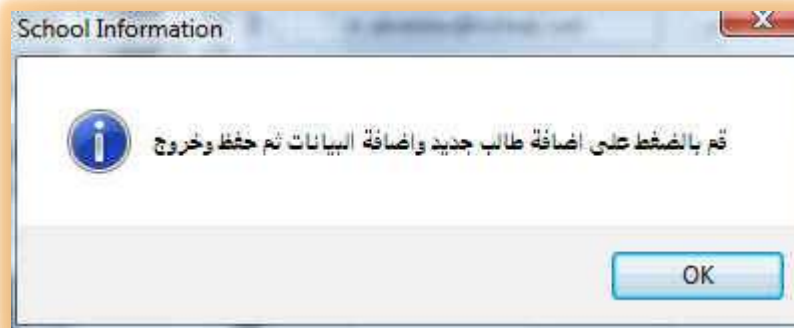 School Information
قم بالضغط على اضافة طالب جديد واضافة البيانات ثم حفظ وخروج
OK